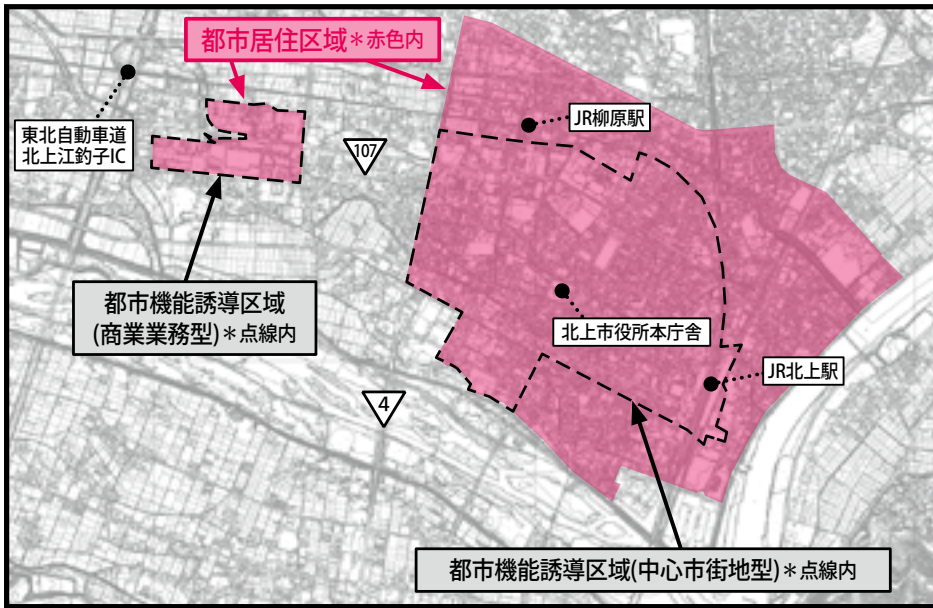 都市居住区域*赤色内
東北自動車道
北上江釣子IC
JR柳原駅
107
都市機能誘導区域
(商業業務型)*点線内
北上市役所本庁舎
JR北上駅
4
都市機能誘導区域(中心市街地型)*点線内